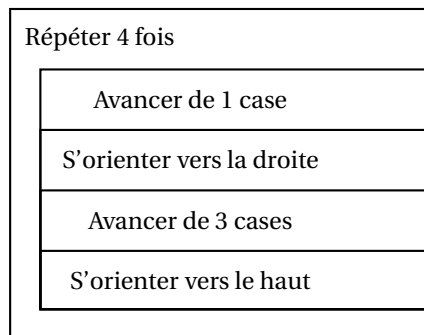 Répéter 4 fois
Avancer de 1 case
S'orienter vers la droite
Avancer de 3 cases
S'orienter vers le haut